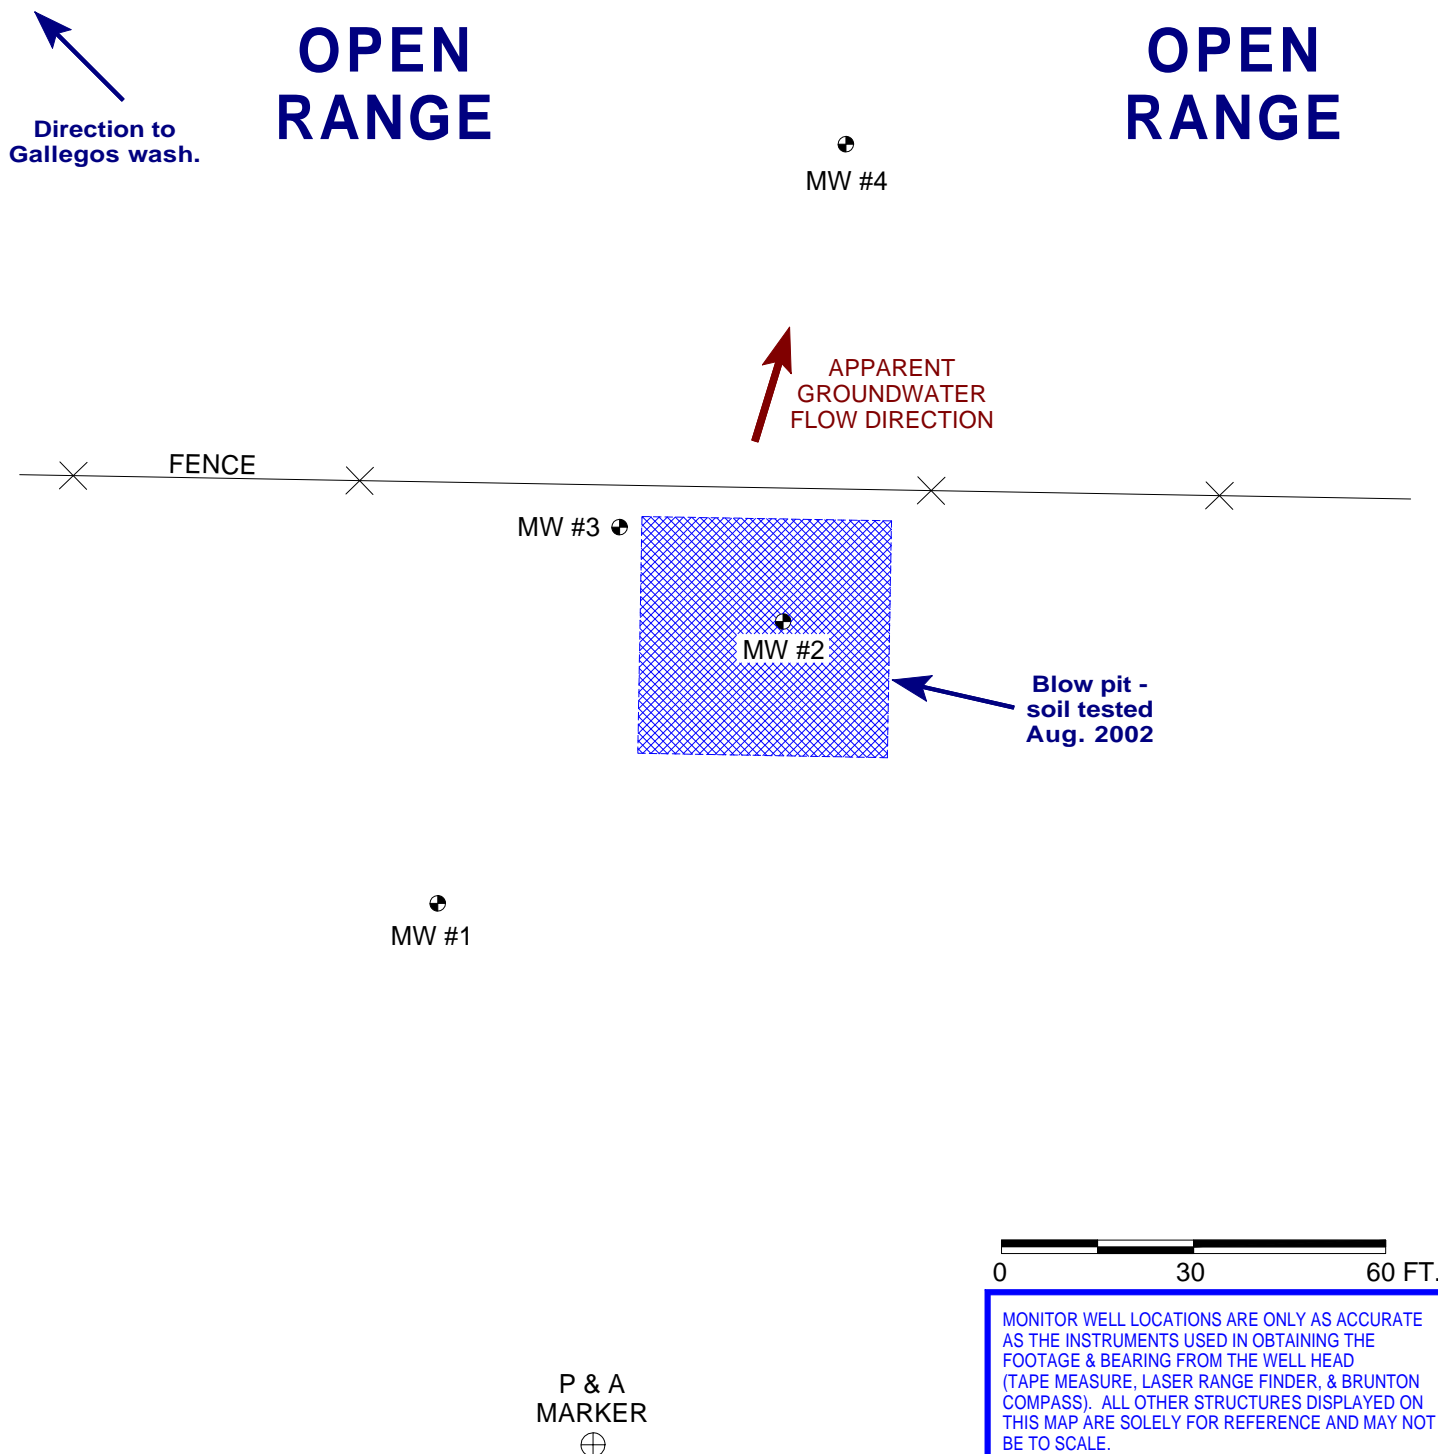 OPEN
RANGE
OPEN
RANGE
Direction to
Gallegos wash.
MW #4
APPARENT
GROUNDWATER
FLOW DIRECTION
FENCE
MW #3
MW #2
Blow pit -
soil tested
Aug. 2002
MW #1
0 30 60 FT.
MONITOR WELL LOCATIONS ARE ONLY AS ACCURATE
AS THE INSTRUMENTS USED IN OBTAINING THE
FOOTAGE & BEARING FROM THE WELL HEAD
(TAPE MEASURE, LASER RANGE FINDER, & BRUNTON
COMPASS). ALL OTHER STRUCTURES DISPLAYED ON
THIS MAP ARE SOLELY FOR REFERENCE AND MAY NOT
BE TO SCALE.
P & A
MARKER